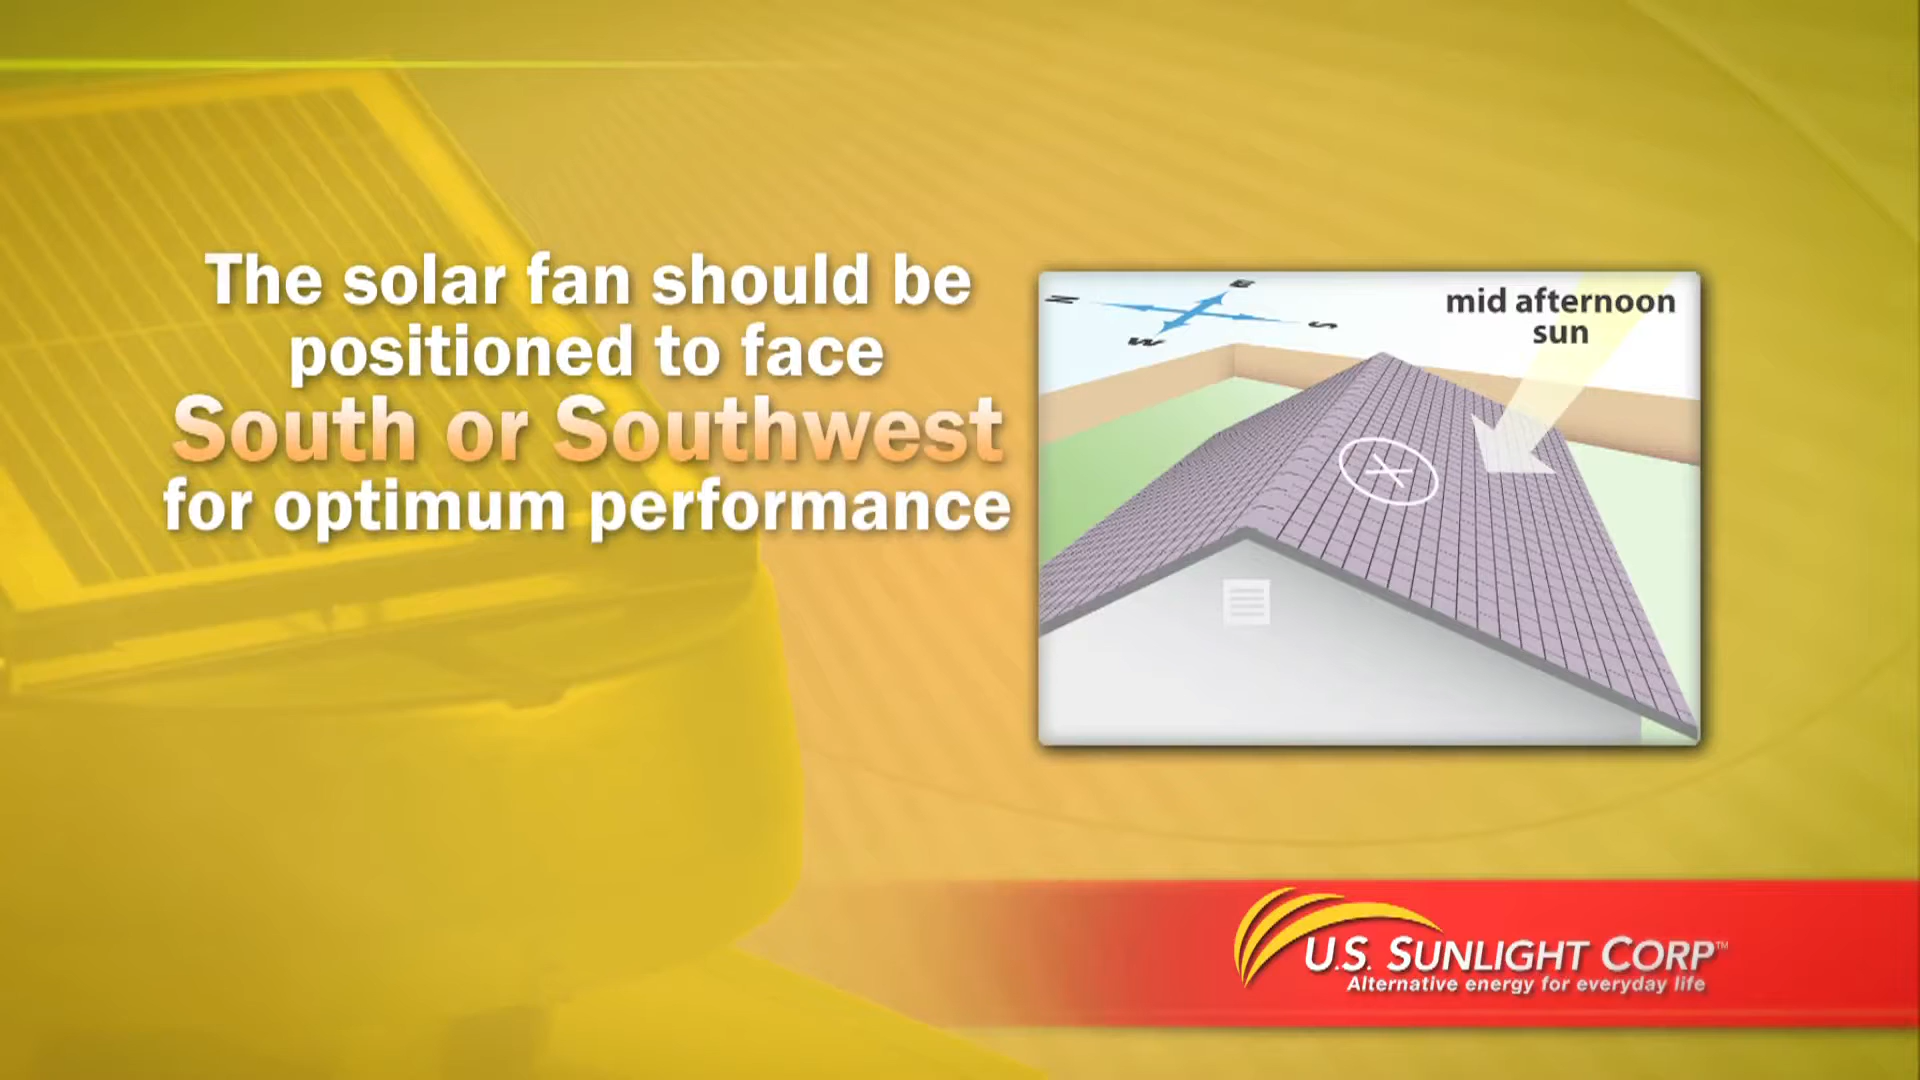 The solar fan should be
positioned to face
South or Southwest
for optimum performance
N
E
S
W
mid afternoon
sun
U.S. SUNLIGHT CORP™
Alternative energy for everyday life